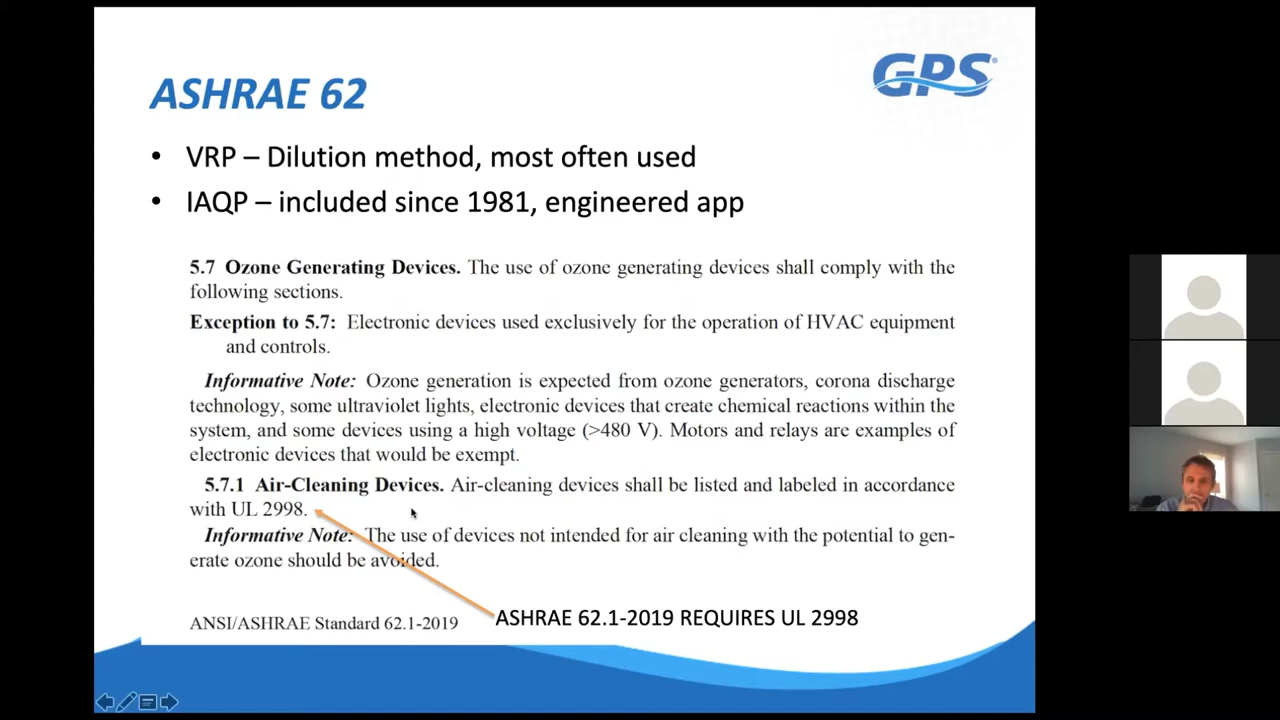 ASHRAE 62
GPS
• VRP – Dilution method, most often used
• IAQP – included since 1981, engineered app
5.7 Ozone Generating Devices. The use of ozone generating devices shall comply with the
following sections.
Exception to 5.7: Electronic devices used exclusively for the operation of HVAC equipment
and controls.
Informative Note: Ozone generation is expected from ozone generators, corona discharge
technology, some ultraviolet lights, electronic devices that create chemical reactions within the
system, and some devices using a high voltage (>480 V). Motors and relays are examples of
electronic devices that would be exempt.
5.7.1 Air-Cleaning Devices. Air-cleaning devices shall be listed and labeled in accordance
with UL 2998.
Informative Note: The use of devices not intended for air cleaning with the potential to gen-
erate ozone should be avoided.
ANSI/ASHRAE Standard 62.1-2019
ASHRAE 62.1-2019 REQUIRES UL 2998